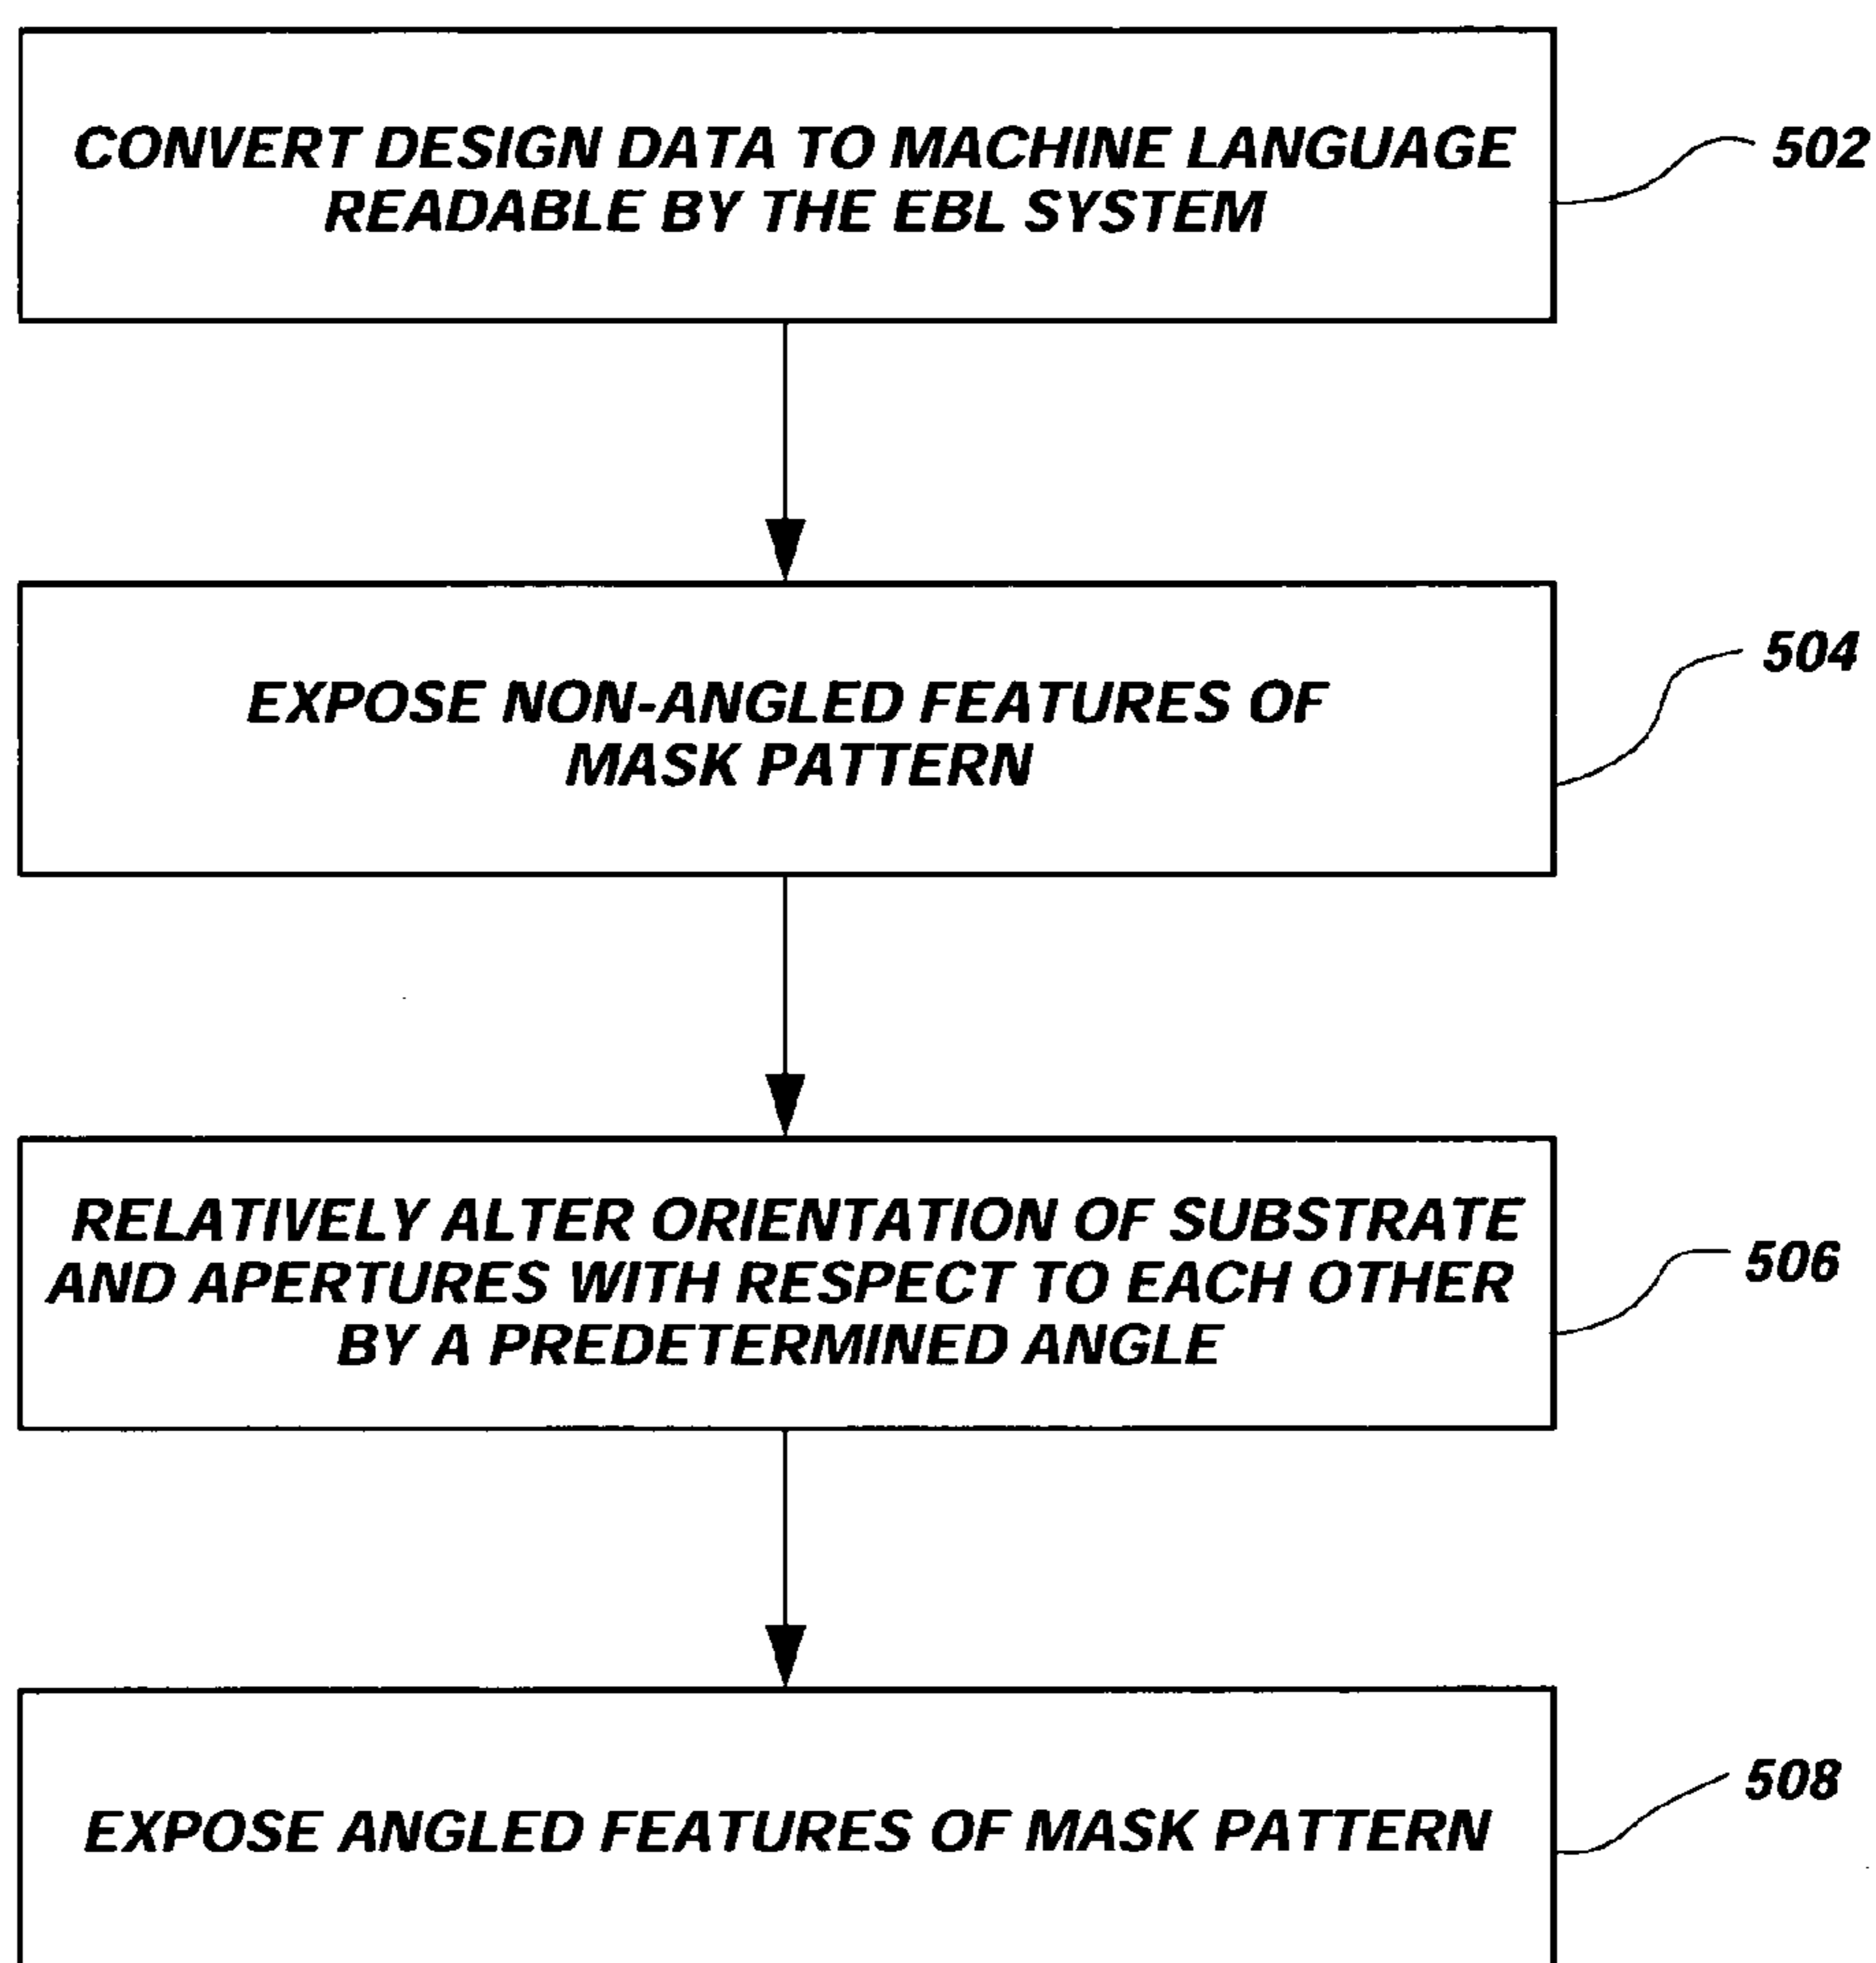 CONVERT DESIGN DATA TO MACHINE LANGUAGE
READABLE BY THE EBL SYSTEM
502
EXPOSE NON-ANGLED FEATURES OF
MASK PATTERN
504
RELATIVELY ALTER ORIENTATION OF SUBSTRATE
AND APERTURES WITH RESPECT TO EACH OTHER
BY A PREDETERMINED ANGLE
506
EXPOSE ANGLED FEATURES OF MASK PATTERN
508